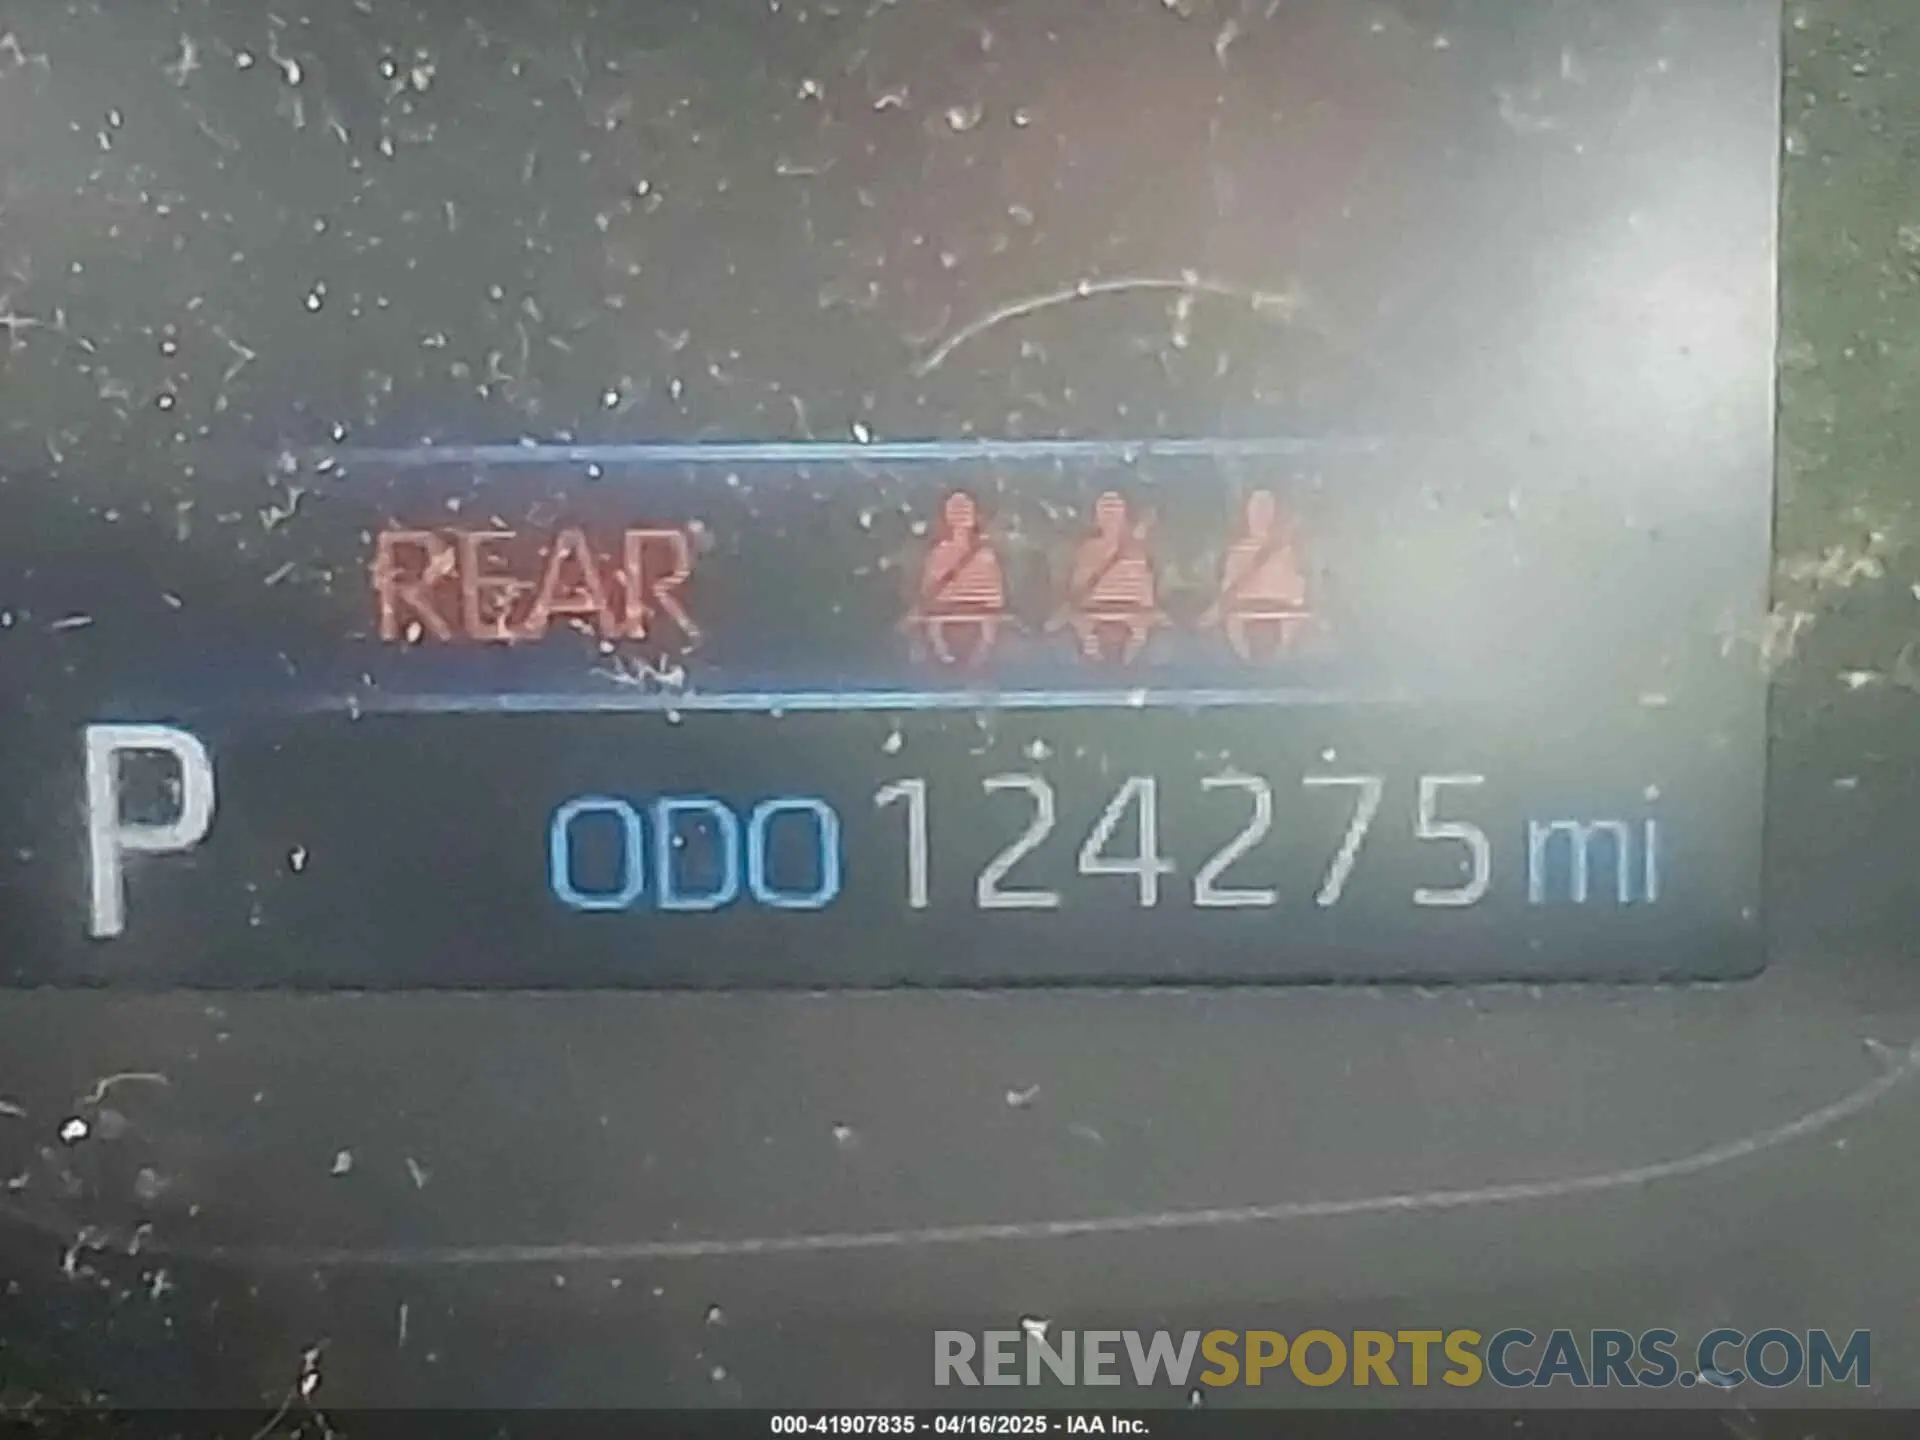 REAR
P ODO 124275 mi
RENEWSPORTSCARS.COM
000-41907835 - 04/16/2025 - IAA Inc.